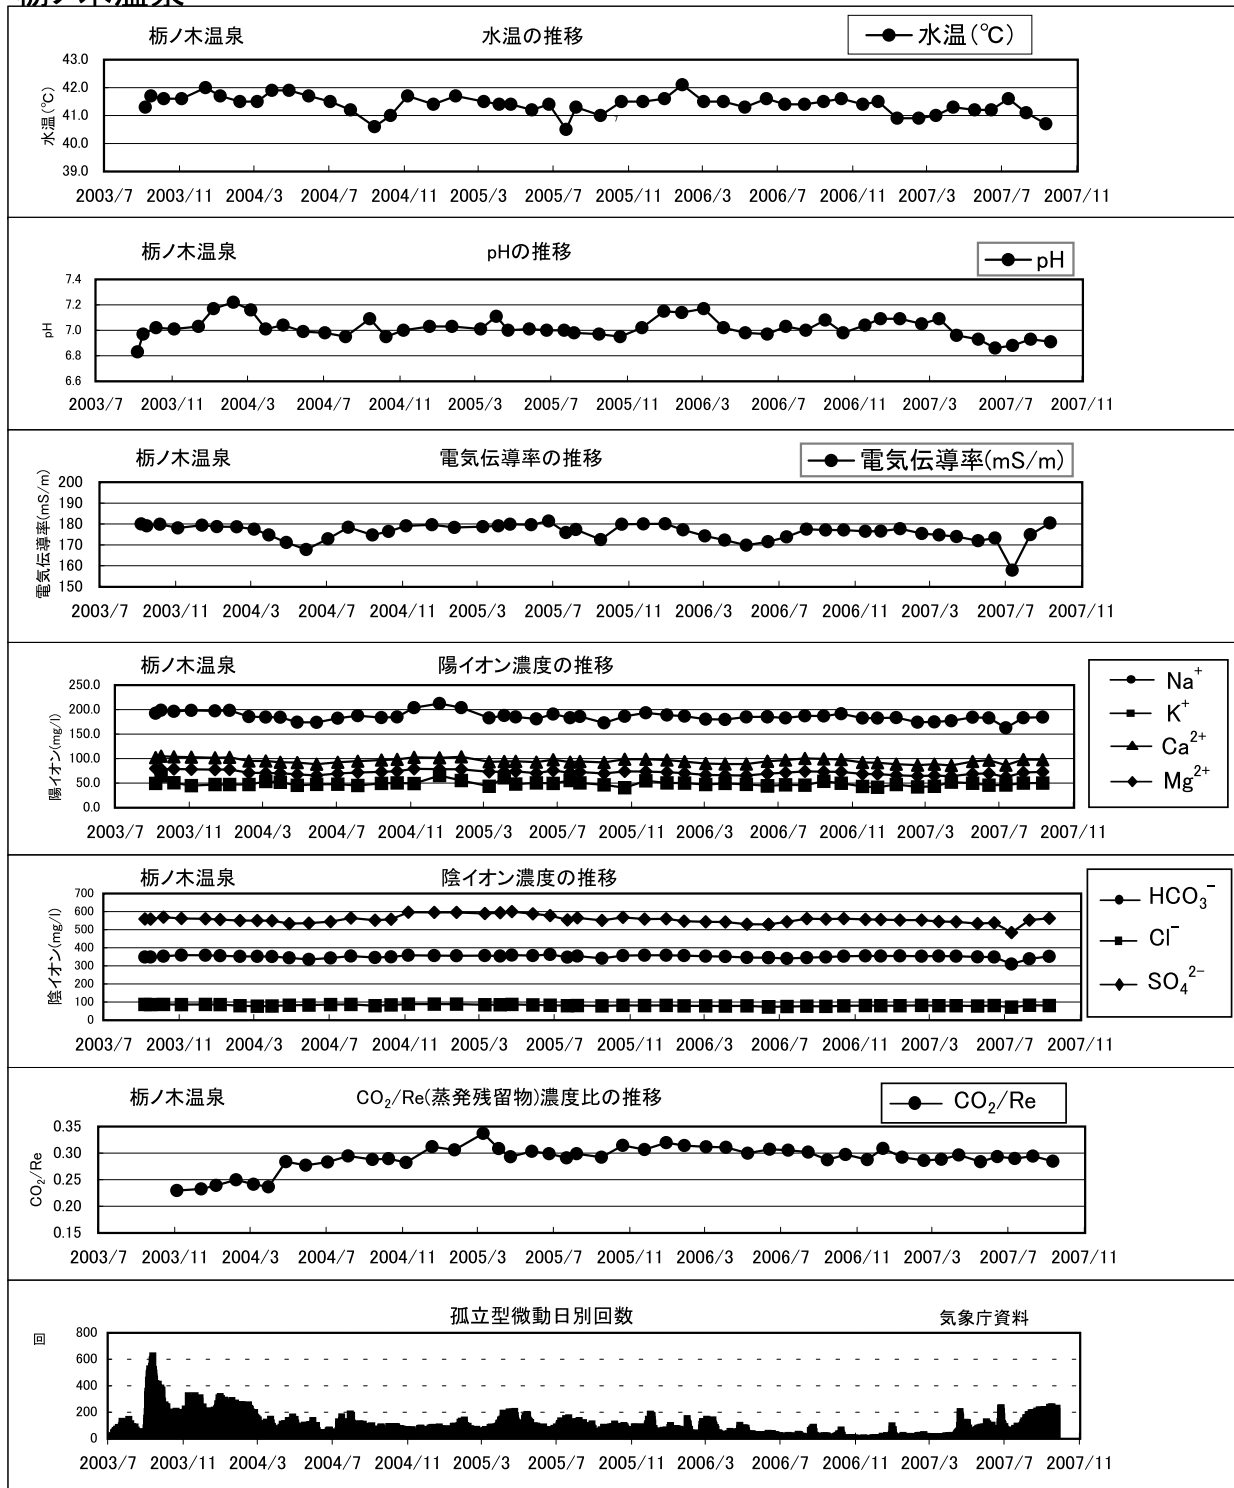 栃ノ木温泉
栃ノ木温泉 水温の推移 水温(℃)
水温(℃)
43.0
42.0
41.0
40.0
39.0
2003/7 2003/11 2004/3 2004/7 2004/11 2005/3 2005/7 2005/11 2006/3 2006/7 2006/11 2007/3 2007/7 2007/11
栃ノ木温泉 pHの推移 pH
pH
7.4
7.2
7.0
6.8
6.6
2003/7 2003/11 2004/3 2004/7 2004/11 2005/3 2005/7 2005/11 2006/3 2006/7 2006/11 2007/3 2007/7 2007/11
栃ノ木温泉 電気伝導率の推移 電気伝導率(mS/m)
電気伝導率(mS/m)
200
190
180
170
160
150
2003/7 2003/11 2004/3 2004/7 2004/11 2005/3 2005/7 2005/11 2006/3 2006/7 2006/11 2007/3 2007/7 2007/11
栃ノ木温泉 陽イオン濃度の推移
陽イオン(mg/l)
250.0
200.0
150.0
100.0
50.0
0.0
2003/7 2003/11 2004/3 2004/7 2004/11 2005/3 2005/7 2005/11 2006/3 2006/7 2006/11 2007/3 2007/7 2007/11
Na⁺
K⁺
Ca²⁺
Mg²⁺
栃ノ木温泉 陰イオン濃度の推移
陰イオン(mg/l)
700
600
500
400
300
200
100
0
2003/7 2003/11 2004/3 2004/7 2004/11 2005/3 2005/7 2005/11 2006/3 2006/7 2006/11 2007/3 2007/7 2007/11
HCO₃⁻
Cl⁻
SO₄²⁻
栃ノ木温泉 CO₂/Re(蒸発残留物)濃度比の推移 CO₂/Re
CO₂/Re
0.35
0.30
0.25
0.20
0.15
2003/7 2003/11 2004/3 2004/7 2004/11 2005/3 2005/7 2005/11 2006/3 2006/7 2006/11 2007/3 2007/7 2007/11
孤立型微動日別回数 気象庁資料
回
800
600
400
200
0
2003/7 2003/11 2004/3 2004/7 2004/11 2005/3 2005/7 2005/11 2006/3 2006/7 2006/11 2007/3 2007/7 2007/11